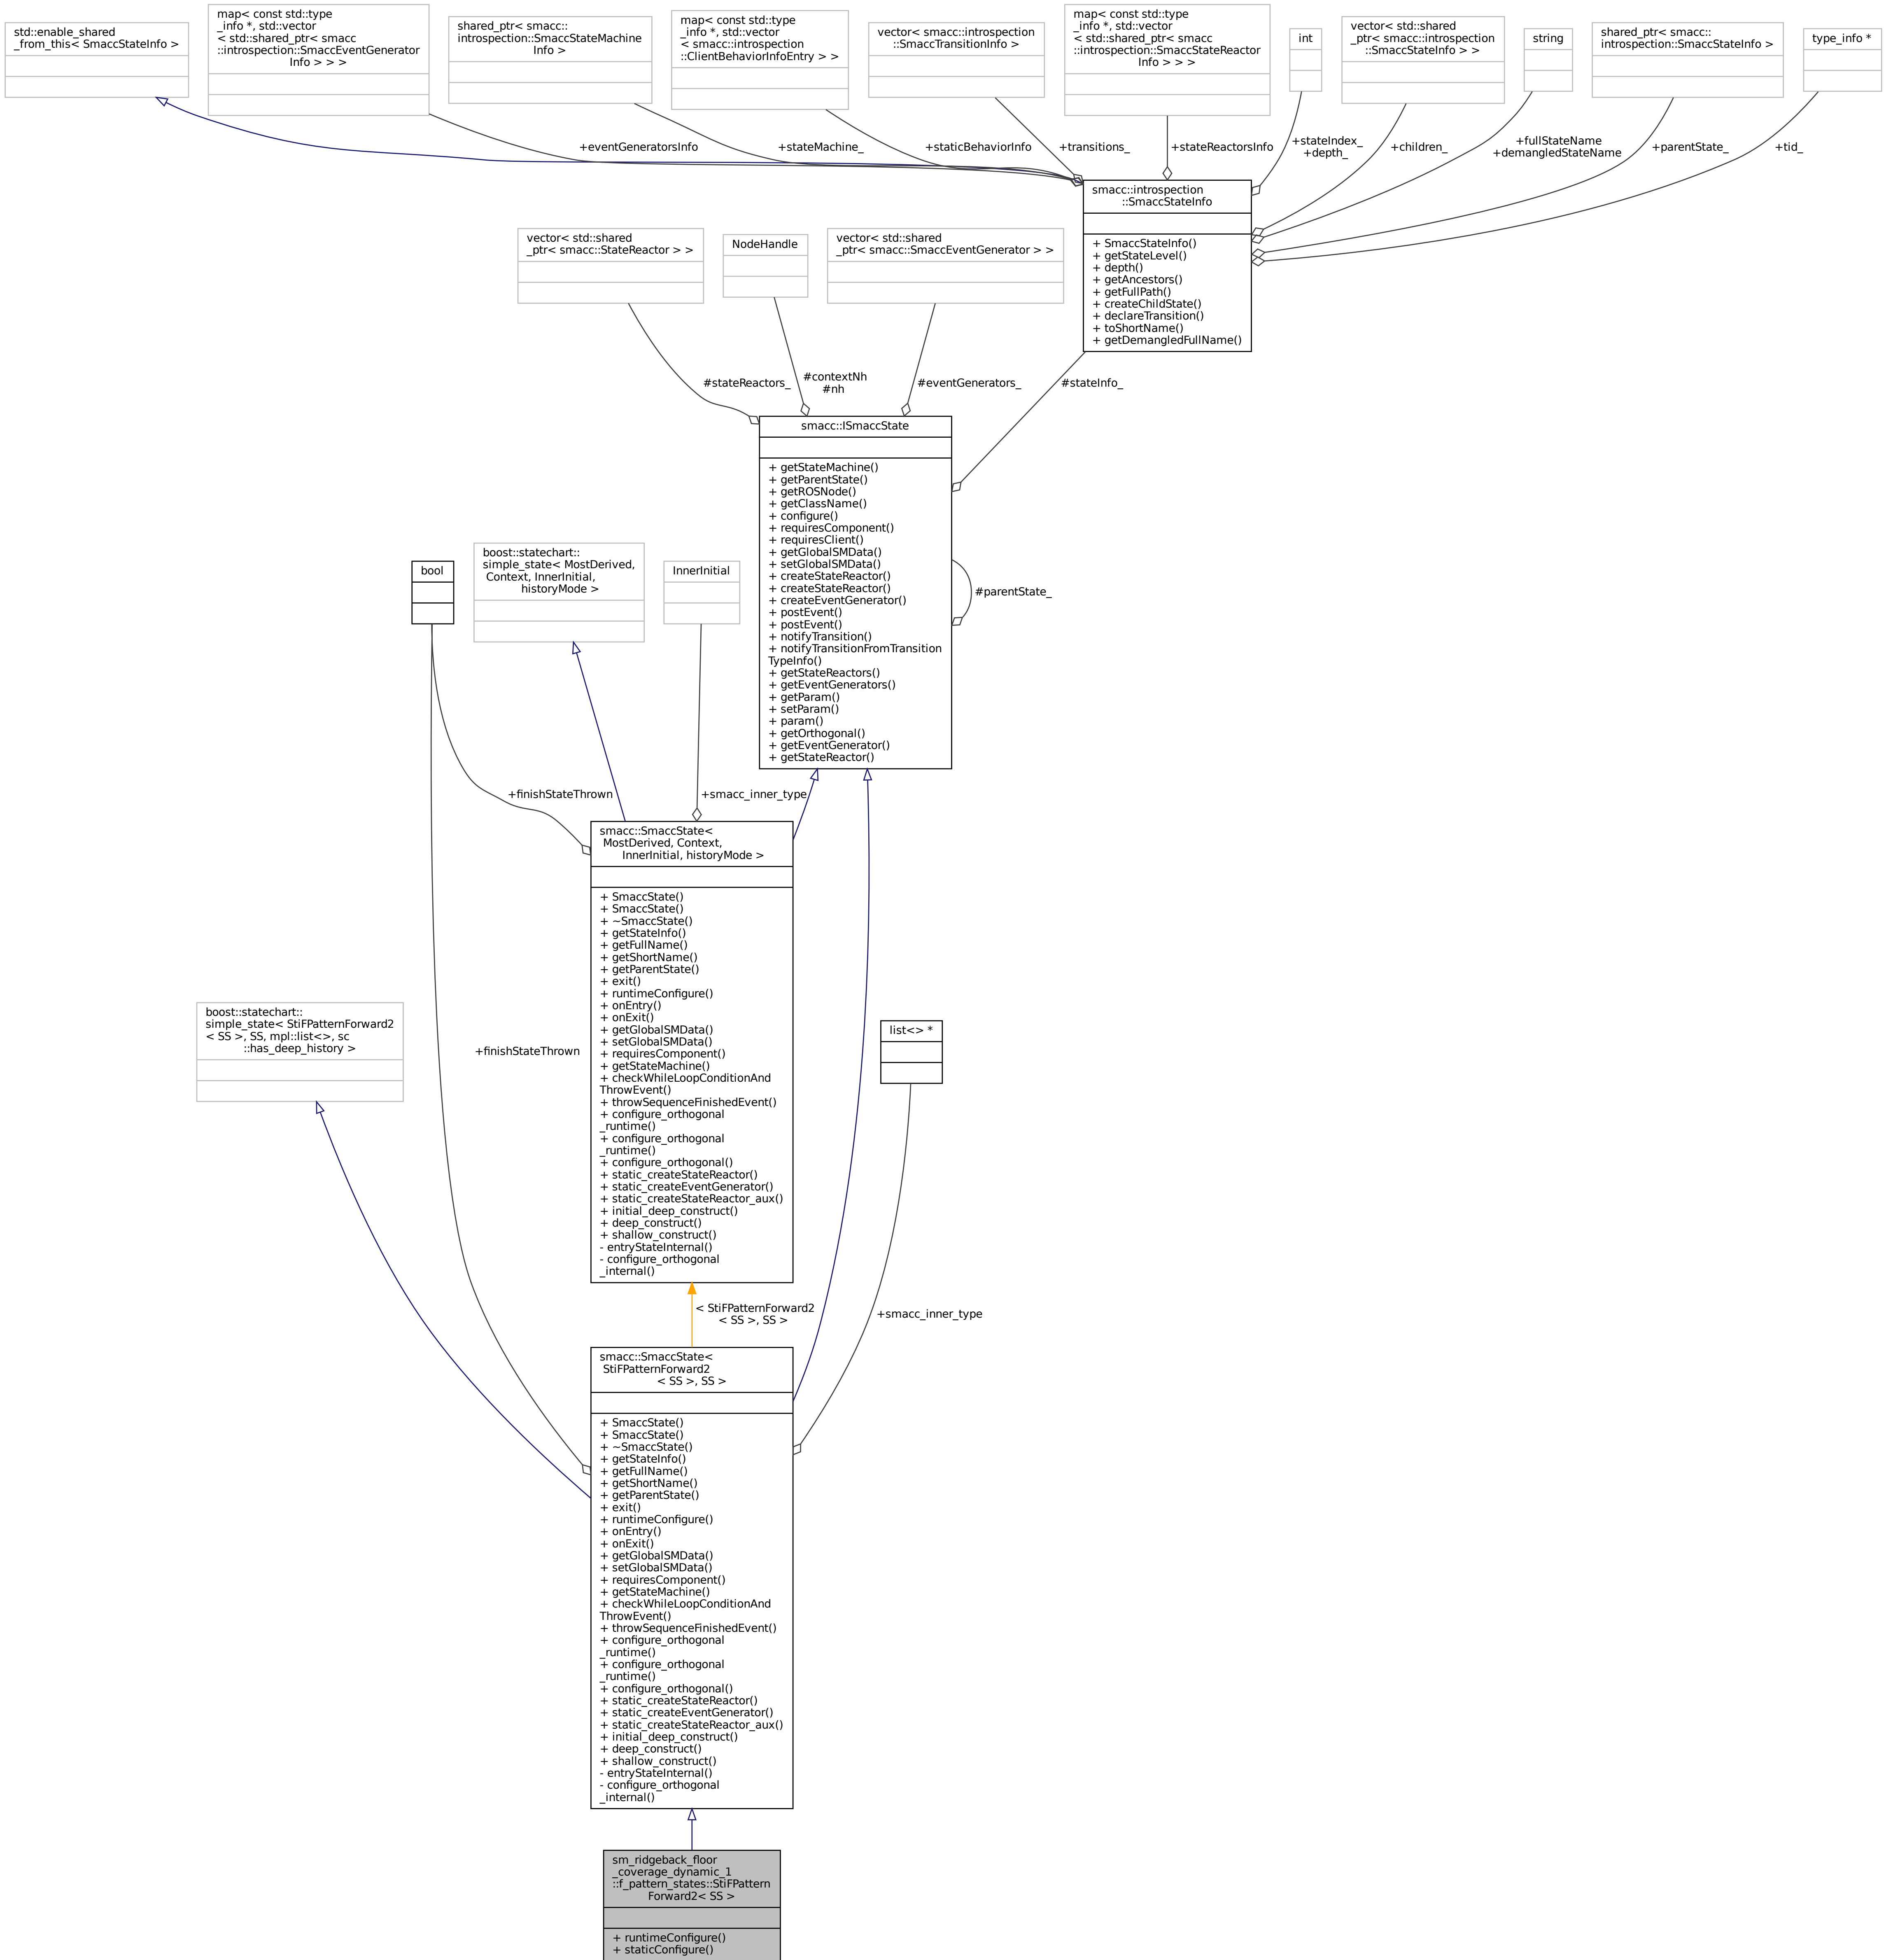 std::enable_shared
_from_this< SmaccStateInfo >
map< const std::type
_info *, std::vector
< std::shared_ptr< smacc
::introspection::SmaccEventGenerator
Info > > >
shared_ptr< smacc::
introspection::SmaccStateMachine
Info >
map< const std::type
_info *, std::vector
< smacc::introspection
::ClientBehaviorInfoEntry > >
vector< smacc::introspection
::SmaccTransitionInfo >
map< const std::type
_info *, std::vector
< std::shared_ptr< smacc
::introspection::SmaccStateReactor
Info > > >
int
vector< std::shared
_ptr< smacc::introspection
::SmaccStateInfo > >
string
shared_ptr< smacc::
introspection::SmaccStateInfo >
type_info *
+eventGeneratorsInfo
+stateMachine_
+staticBehaviorInfo
+transitions_
+stateReactorsInfo
+stateIndex_
+depth_
+children_
+fullStateName
+demangledStateName
+parentState_
+tid_
smacc::introspection
::SmaccStateInfo
+ SmaccStateInfo()
+ getStateLevel()
+ depth()
+ getAncestors()
+ getFullPath()
+ createChildState()
+ declareTransition()
+ toShortName()
+ getDemangledFullName()
vector< std::shared
_ptr< smacc::StateReactor > >
NodeHandle
vector< std::shared
_ptr< smacc::SmaccEventGenerator > >
#stateReactors_
#contextNh
#nh
#eventGenerators_
#stateInfo_
smacc::ISmaccState
+ getStateMachine()
+ getParentState()
+ getROSNode()
+ getClassName()
+ configure()
+ requiresComponent()
+ requiresClient()
+ getGlobalSMData()
+ setGlobalSMData()
+ createStateReactor()
+ createStateReactor()
+ createEventGenerator()
+ postEvent()
+ postEvent()
+ notifyTransition()
+ notifyTransitionFromTransition
TypeInfo()
+ getStateReactors()
+ getEventGenerators()
+ getParam()
+ setParam()
+ param()
+ getOrthogonal()
+ getEventGenerator()
+ getStateReactor()
#parentState_
bool
boost::statechart::
simple_state< MostDerived,
Context, InnerInitial,
historyMode >
InnerInitial
+finishStateThrown
+smacc_inner_type
smacc::SmaccState<
MostDerived, Context,
InnerInitial, historyMode >
+ SmaccState()
+ SmaccState()
+ ~SmaccState()
+ getStateInfo()
+ getFullName()
+ getShortName()
+ getParentState()
+ exit()
+ runtimeConfigure()
+ onEntry()
+ onExit()
+ getGlobalSMData()
+ setGlobalSMData()
+ requiresComponent()
+ getStateMachine()
+ checkWhileLoopConditionAnd
ThrowEvent()
+ throwSequenceFinishedEvent()
+ configure_orthogonal
_runtime()
+ configure_orthogonal
_runtime()
+ configure_orthogonal()
+ static_createStateReactor()
+ static_createEventGenerator()
+ static_createStateReactor_aux()
+ initial_deep_construct()
+ deep_construct()
+ shallow_construct()
- entryStateInternal()
- configure_orthogonal
_internal()
boost::statechart::
simple_state< StiFPatternForward2
< SS >, SS, mpl::list<>, sc
::has_deep_history >
+finishStateThrown
list<> *
< StiFPatternForward2
< SS >, SS >
+smacc_inner_type
smacc::SmaccState<
StiFPatternForward2
< SS >, SS >
+ SmaccState()
+ SmaccState()
+ ~SmaccState()
+ getStateInfo()
+ getFullName()
+ getShortName()
+ getParentState()
+ exit()
+ runtimeConfigure()
+ onEntry()
+ onExit()
+ getGlobalSMData()
+ setGlobalSMData()
+ requiresComponent()
+ getStateMachine()
+ checkWhileLoopConditionAnd
ThrowEvent()
+ throwSequenceFinishedEvent()
+ configure_orthogonal
_runtime()
+ configure_orthogonal
_runtime()
+ configure_orthogonal()
+ static_createStateReactor()
+ static_createEventGenerator()
+ static_createStateReactor_aux()
+ initial_deep_construct()
+ deep_construct()
+ shallow_construct()
- entryStateInternal()
- configure_orthogonal
_internal()
sm_ridgeback_floor
_coverage_dynamic_1
::f_pattern_states::StiFPattern
Forward2< SS >
+ runtimeConfigure()
+ staticConfigure()